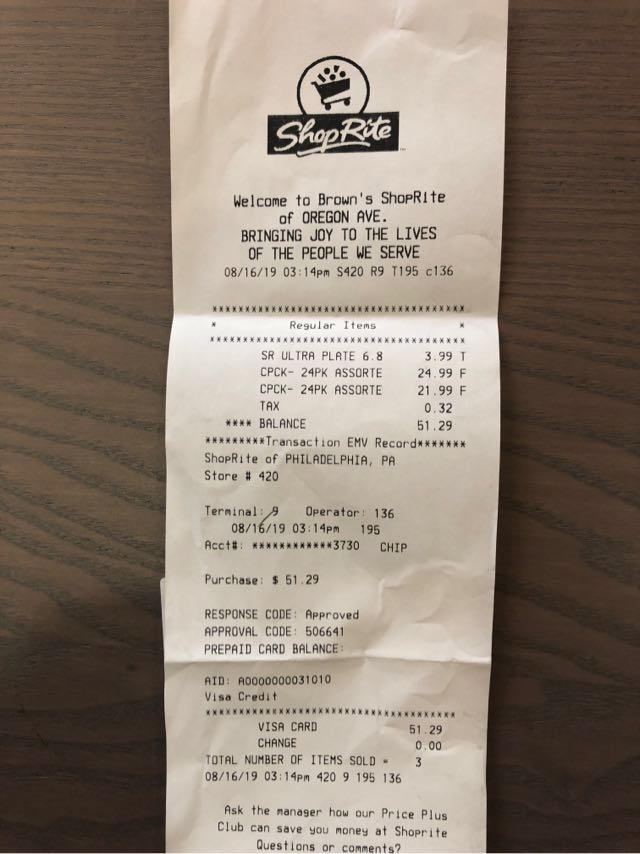 ShopRite
Welcome to Brown's ShopRite
of OREGON AVE.
BRINGING JOY TO THE LIVES
OF THE PEOPLE WE SERVE
08/16/19 03:14pm S420 R9 T195 c136
***************************************
* Regular Items *
***************************************
SR ULTRA PLATE 6.8 3.99 T
CPCK- 24PK ASSORTE 24.99 F
CPCK- 24PK ASSORTE 21.99 F
TAX 0.32
**** BALANCE 51.29
*********Transaction EMV Record*******
ShopRite of PHILADELPHIA, PA
Store # 420
Terminal: 9 Operator: 136
08/16/19 03:14pm 195
Acct#: ************3730 CHIP
Purchase: $ 51.29
RESPONSE CODE: Approved
APPROVAL CODE: 506641
PREPAID CARD BALANCE:
AID: A0000000031010
Visa Credit
***************************************
VISA CARD 51.29
CHANGE 0.00
TOTAL NUMBER OF ITEMS SOLD = 3
08/16/19 03:14pm 420 9 195 136
Ask the manager how our Price Plus
Club can save you money at Shoprite
Questions or comments?